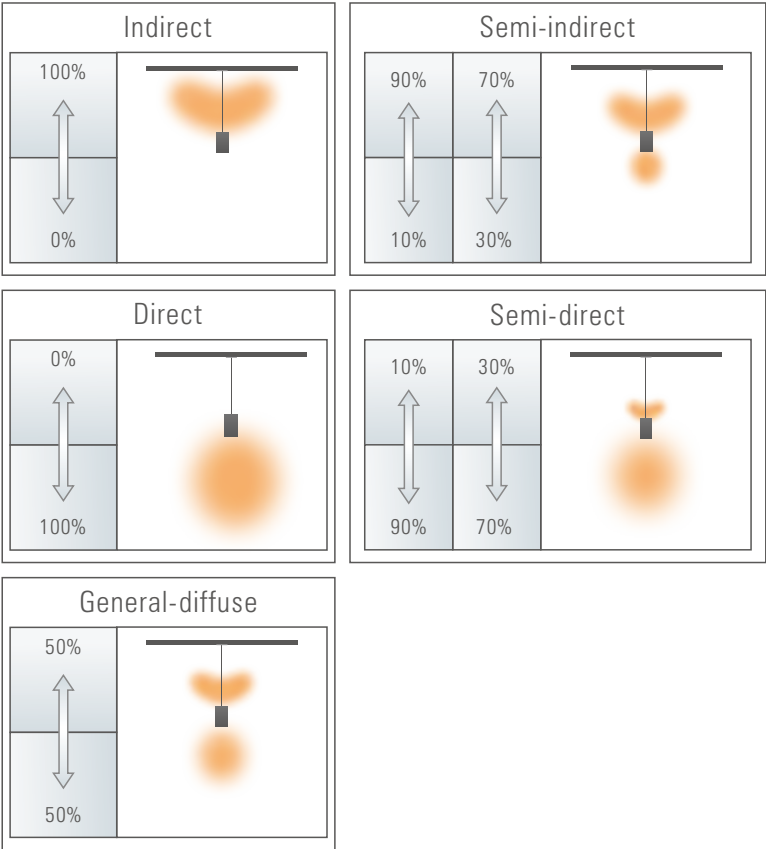 Indirect
100%
0%
Semi-indirect
90% 70%
10% 30%
Direct
0%
100%
Semi-direct
10% 30%
90% 70%
General-diffuse
50%
50%